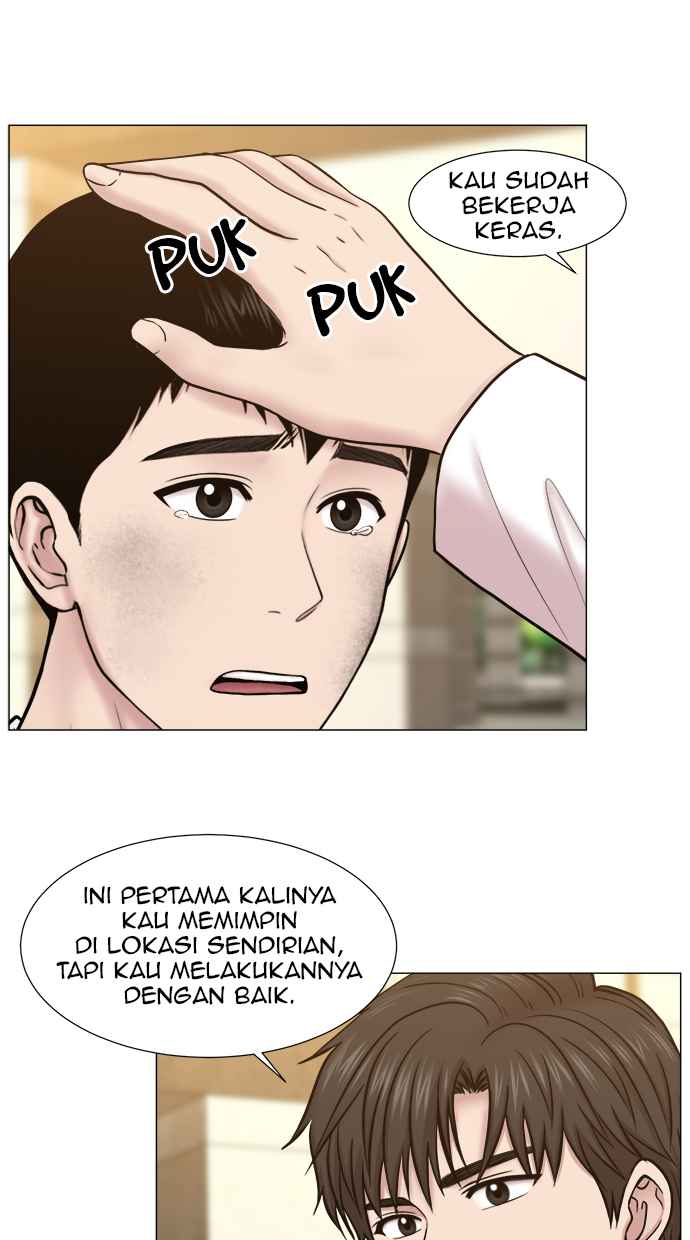 KAU SUDAH
BEKERJA
KERAS.
PUK
PUK
INI PERTAMA KALINYA
KAU MEMIMPIN
DI LOKASI SENDIRIAN,
TAPI KAU MELAKUKANNYA
DENGAN BAIK.